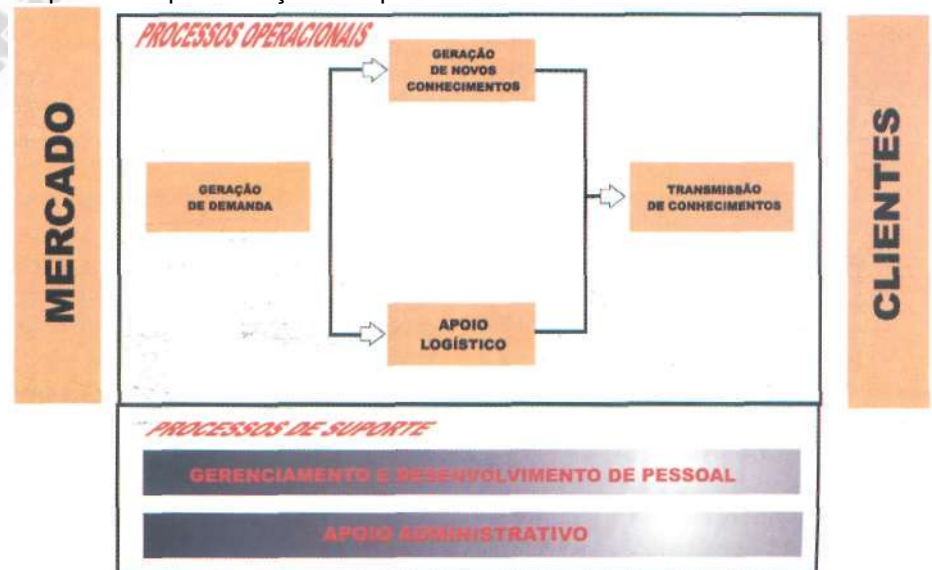 PROCESSOS OPERACIONAIS
MERCADO
GERAÇÃO
DE DEMANDA
GERAÇÃO
DE NOVOS
CONHECIMENTOS
APOIO
LOGÍSTICO
TRANSMISSÃO
DE CONHECIMENTOS
CLIENTES
PROCESSOS DE SUPORTE
GERENCIAMENTO E DESENVOLVIMENTO DE PESSOAL
APOIO ADMINISTRATIVO